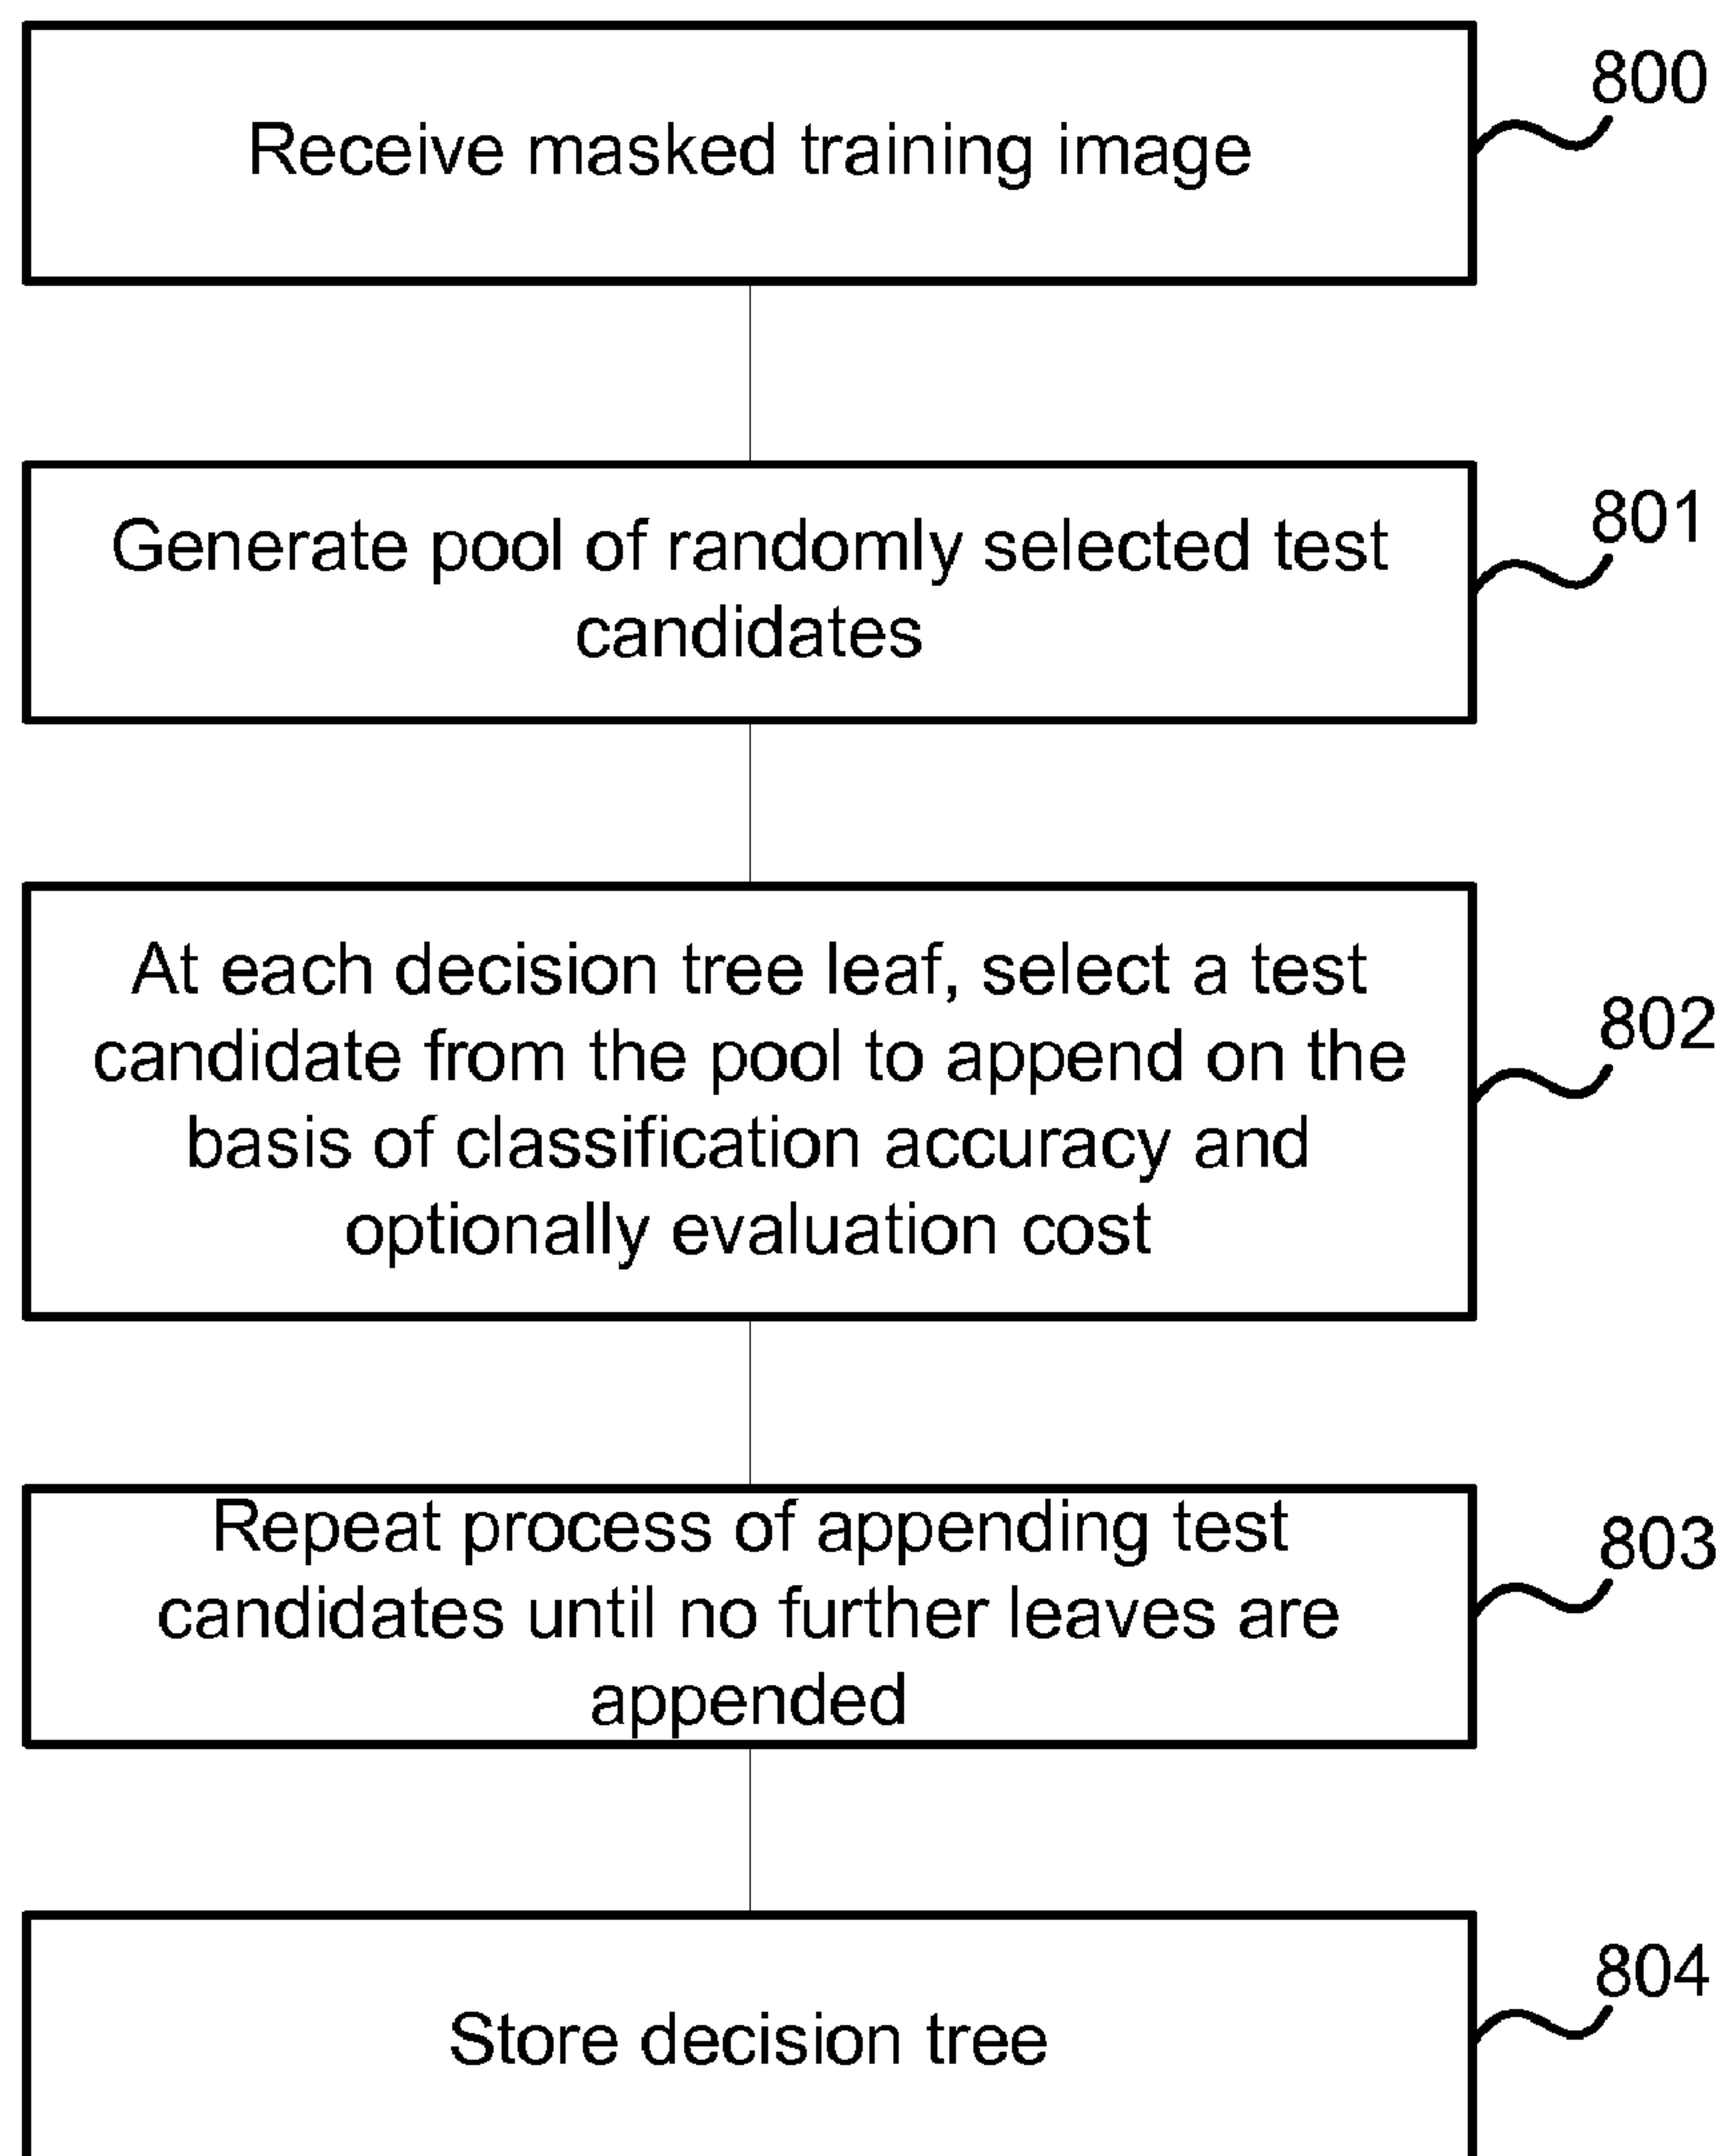 Receive masked training image
800
Generate pool of randomly selected test
candidates
801
At each decision tree leaf, select a test
candidate from the pool to append on the
basis of classification accuracy and
optionally evaluation cost
802
Repeat process of appending test
candidates until no further leaves are
appended
803
Store decision tree
804